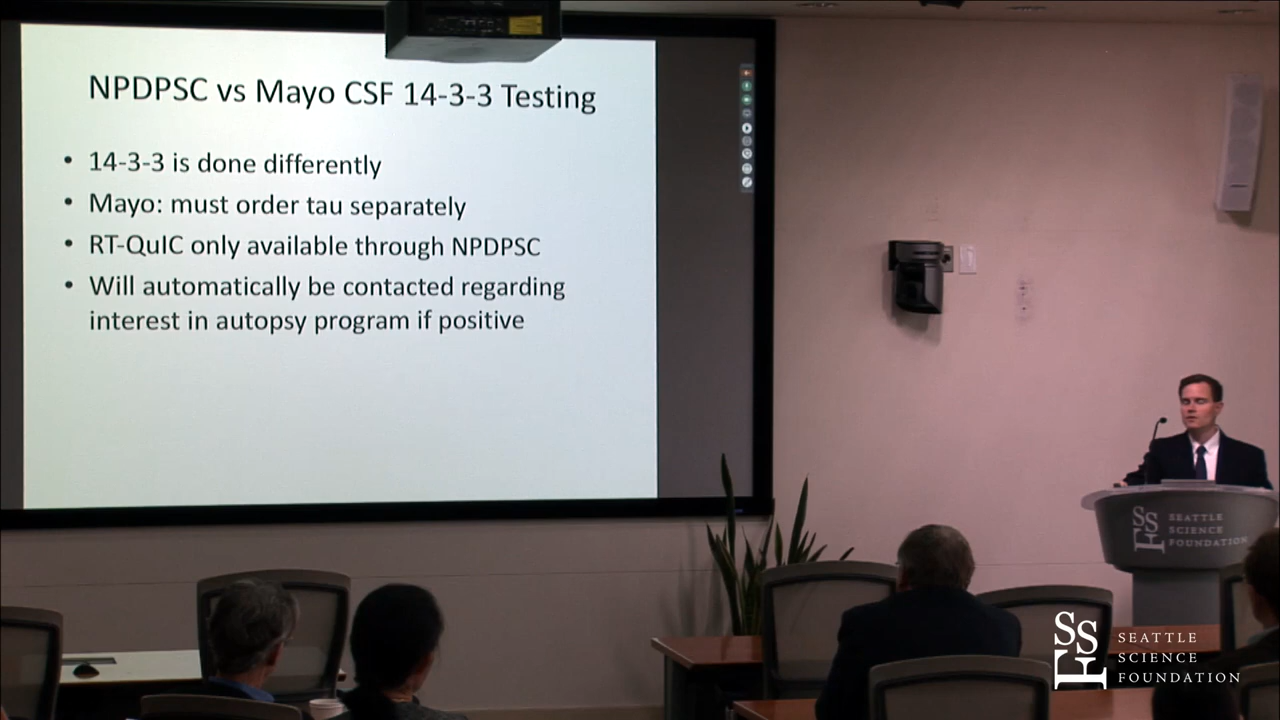 NPDPSC vs Mayo CSF 14-3-3 Testing
• 14-3-3 is done differently
• Mayo: must order tau separately
• RT-QuIC only available through NPDPSC
• Will automatically be contacted regarding
interest in autopsy program if positive
SSF
SEATTLE
SCIENCE
FOUNDATION
SSF
SEATTLE
SCIENCE
FOUNDATION